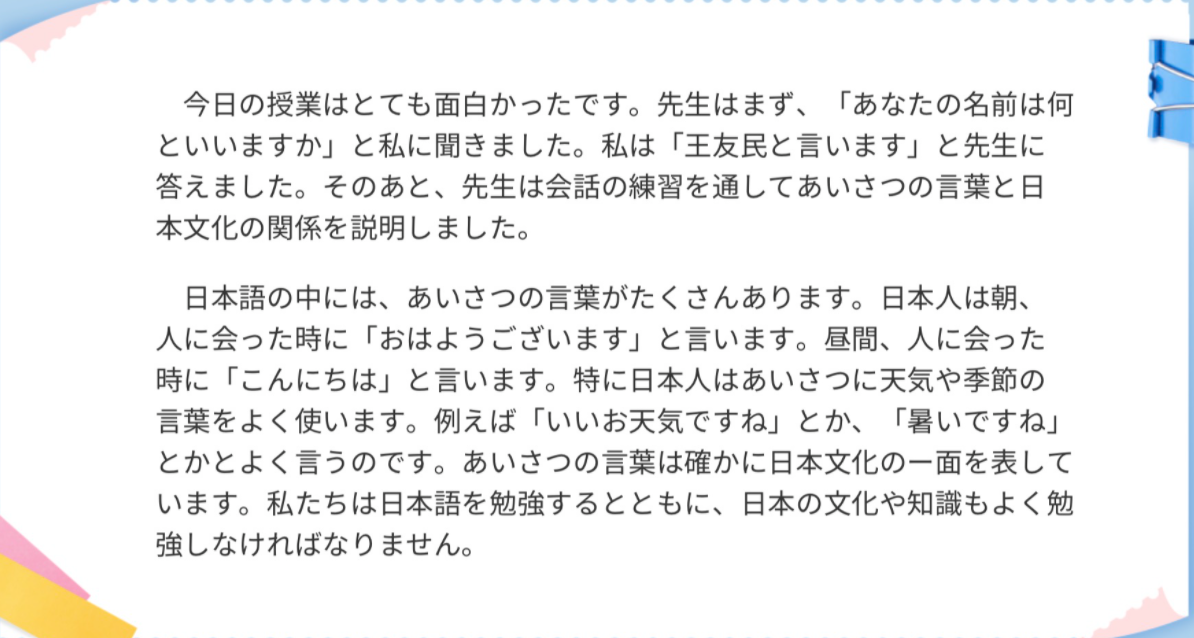 今日の授業はとても面白かったです。先生はまず、「あなたの名前は何
といいますか」と私に聞きました。私は「王友民と言います」と先生に
答えました。そのあと、先生は会話の練習を通してあいさつの言葉と日
本文化の関係を説明しました。
日本語の中には、あいさつの言葉がたくさんあります。日本人は朝、
人に会った時に「おはようございます」と言います。昼間、人に会った
時に「こんにちは」と言います。特に日本人はあいさつに天気や季節の
言葉をよく使います。例えば「いいお天気ですね」とか、「暑いですね」
とかとよく言うのです。あいさつの言葉は確かに日本文化の一面を表して
います。私たちは日本語を勉強するとともに、日本の文化や知識もよく勉
強しなければなりません。